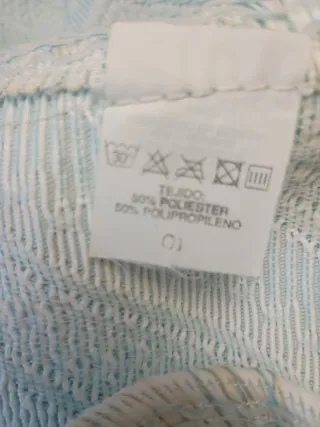 30°
TEJIDO:
50% POLIESTER
50% POLIPROPILENO